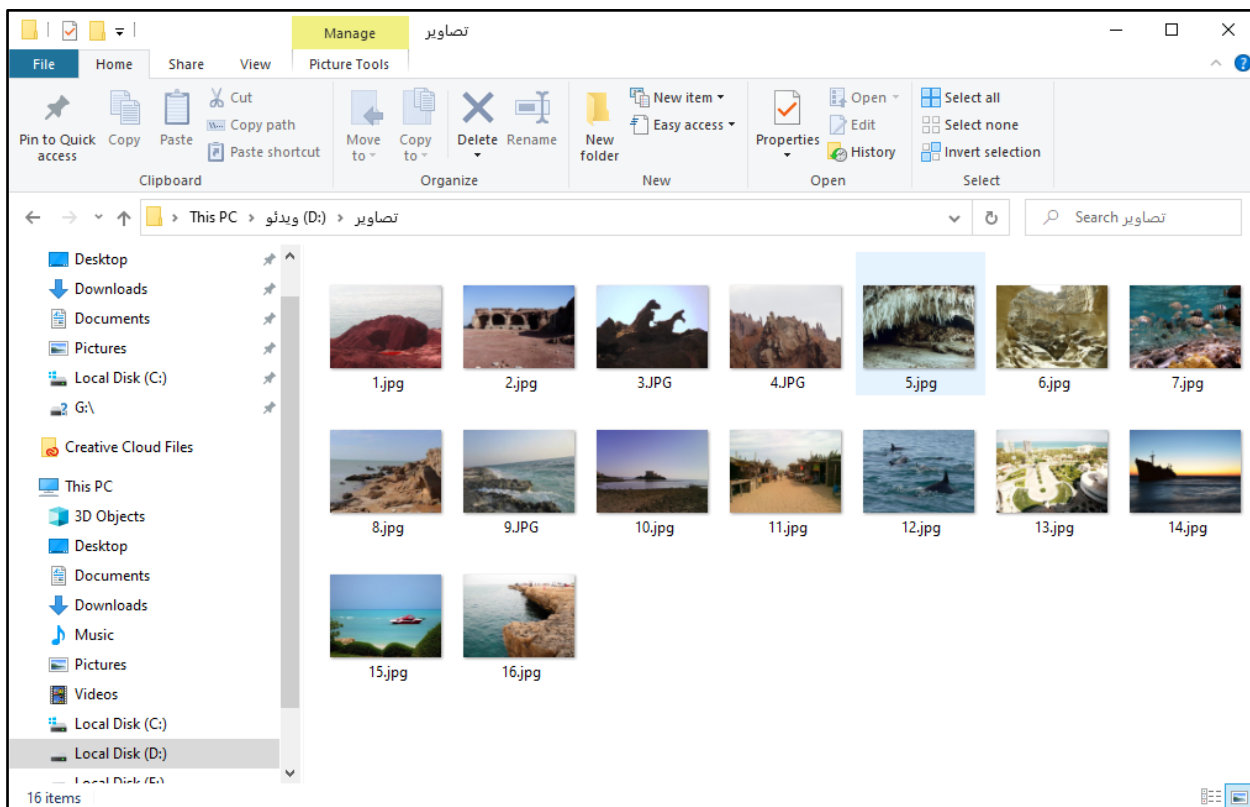 Manage
تصاویر
File
Home
Share
View
Picture Tools
Pin to Quick access
Copy
Paste
Cut
Copy path
Paste shortcut
Clipboard
Move to
Copy to
Delete
Rename
Organize
New folder
New item
Easy access
New
Properties
Open
Edit
History
Open
Select all
Select none
Invert selection
Select
This PC
ویدئو (D:)
تصاویر
Search تصاویر
Desktop
Downloads
Documents
Pictures
Local Disk (C:)
G:\
Creative Cloud Files
This PC
3D Objects
Desktop
Documents
Downloads
Music
Pictures
Videos
Local Disk (C:)
Local Disk (D:)
1.jpg
2.jpg
3.JPG
4.JPG
5.jpg
6.jpg
7.jpg
8.jpg
9.JPG
10.jpg
11.jpg
12.jpg
13.jpg
14.jpg
15.jpg
16.jpg
16 items